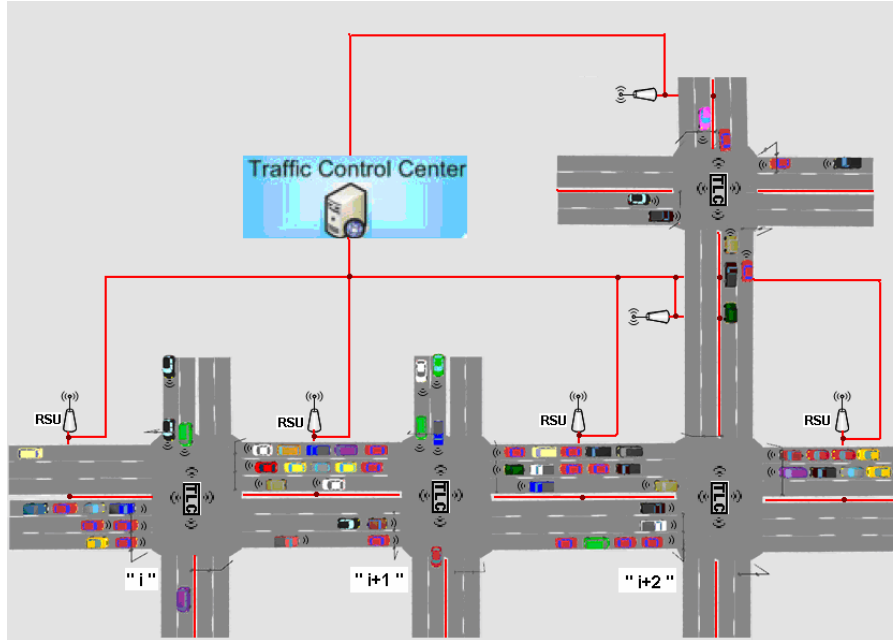 Traffic Control Center
TLC
RSU
RSU
RSU
RSU
TLC
TLC
TLC
" i "
" i+1 "
" i+2 "